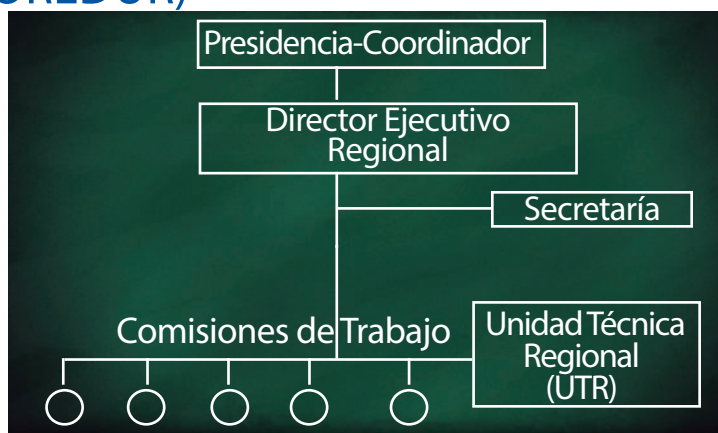 Presidencia-Coordinador
Director Ejecutivo
Regional
Secretaría
Comisiones de Trabajo
Unidad Técnica
Regional
(UTR)